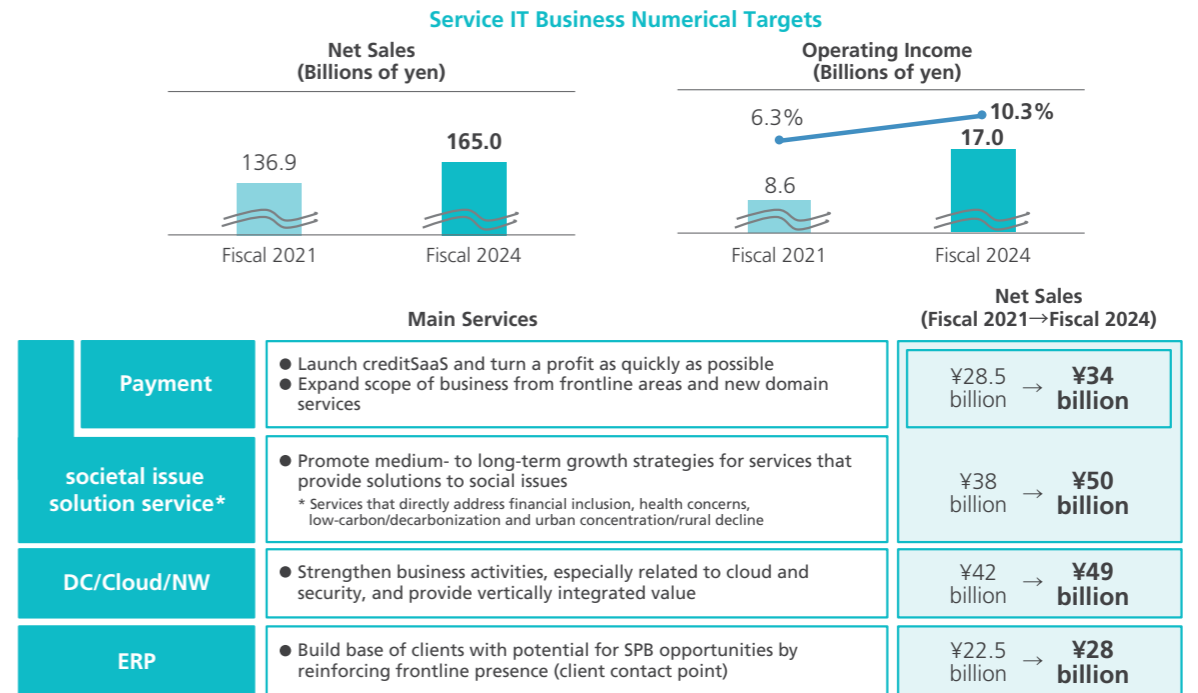 Service IT Business Numerical Targets
Net Sales
(Billions of yen)
136.9
165.0
Fiscal 2021
Fiscal 2024
Operating Income
(Billions of yen)
6.3%
10.3%
8.6
17.0
Fiscal 2021
Fiscal 2024
Main Services
Net Sales
(Fiscal 2021→Fiscal 2024)
Payment
● Launch creditSaaS and turn a profit as quickly as possible
● Expand scope of business from frontline areas and new domain
services
¥28.5
billion
→
¥34
billion
societal issue
solution service*
● Promote medium- to long-term growth strategies for services that
provide solutions to social issues
* Services that directly address financial inclusion, health concerns,
low-carbon/decarbonization and urban concentration/rural decline
¥38
billion
→
¥50
billion
DC/Cloud/NW
● Strengthen business activities, especially related to cloud and
security, and provide vertically integrated value
¥42
billion
→
¥49
billion
ERP
● Build base of clients with potential for SPB opportunities by
reinforcing frontline presence (client contact point)
¥22.5
billion
→
¥28
billion